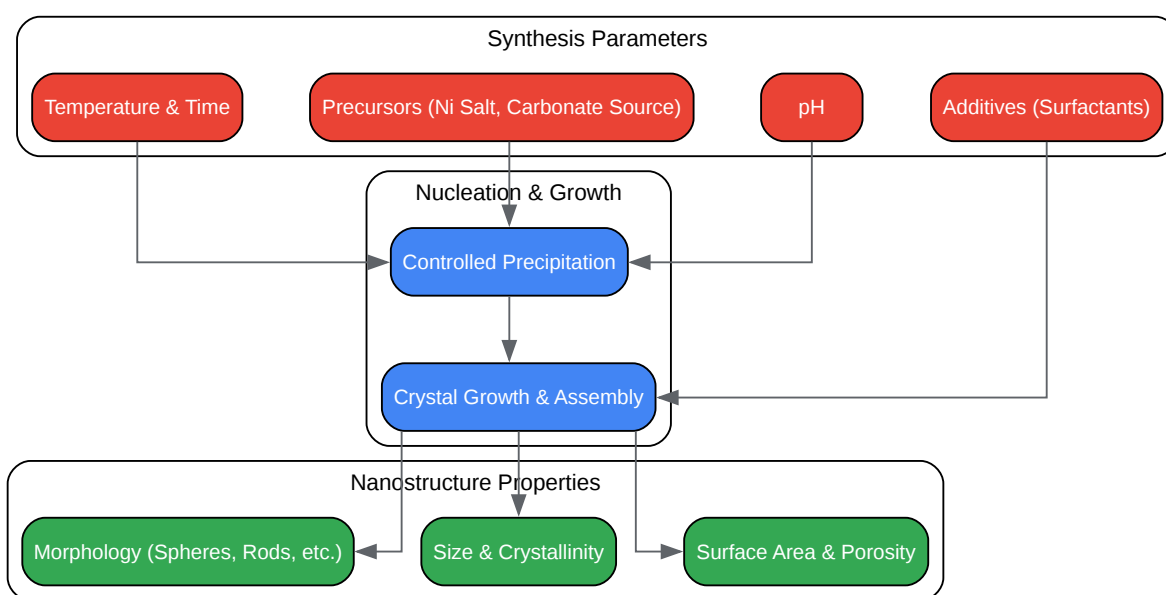 Synthesis Parameters
Temperature & Time
Precursors (Ni Salt, Carbonate Source)
pH
Additives (Surfactants)
Nucleation & Growth
Controlled Precipitation
Crystal Growth & Assembly
Nanostructure Properties
Morphology (Spheres, Rods, etc.)
Size & Crystallinity
Surface Area & Porosity